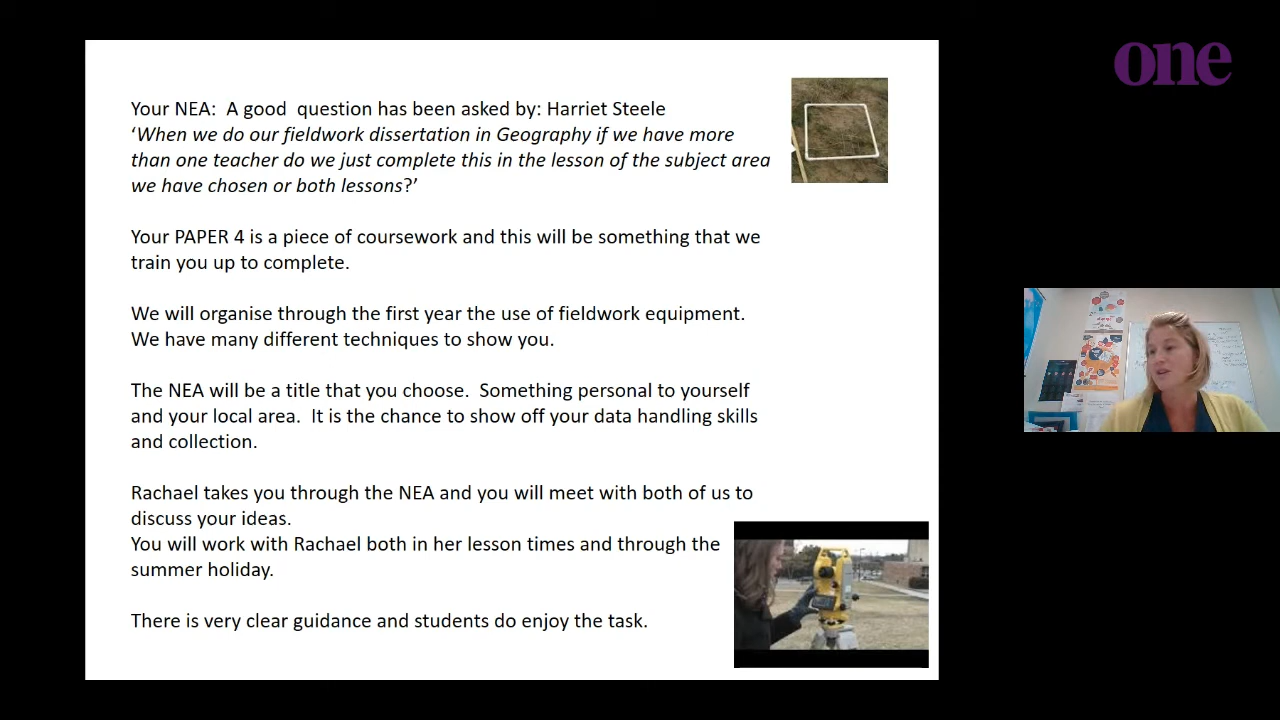 one
Your NEA:  A good  question has been asked by: Harriet Steele
‘When we do our fieldwork dissertation in Geography if we have more
than one teacher do we just complete this in the lesson of the subject area
we have chosen or both lessons?’
Your PAPER 4 is a piece of coursework and this will be something that we
train you up to complete.
We will organise through the first year the use of fieldwork equipment.
We have many different techniques to show you.
The NEA will be a title that you choose.  Something personal to yourself
and your local area.  It is the chance to show off your data handling skills
and collection.
Rachael takes you through the NEA and you will meet with both of us to
discuss your ideas.
You will work with Rachael both in her lesson times and through the
summer holiday.
There is very clear guidance and students do enjoy the task.